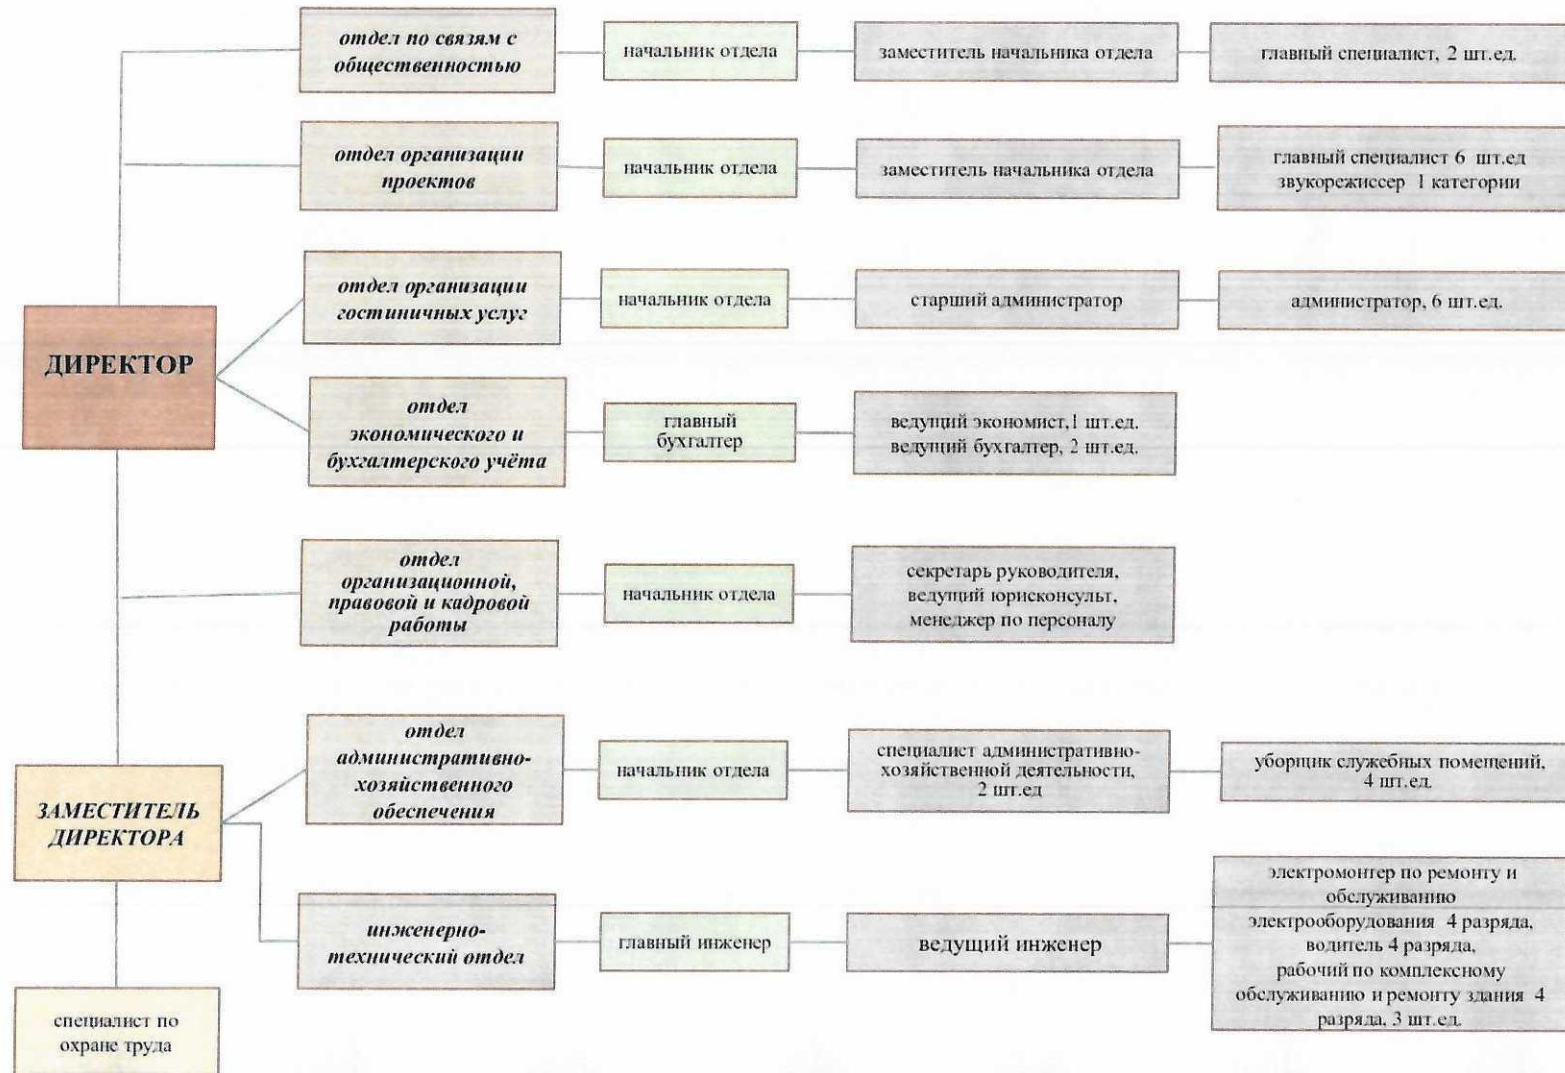 отдел по связям с
общественностью
начальник отдела
заместитель начальника отдела
главный специалист, 2 шт.ед.
отдел организации
проектов
начальник отдела
заместитель начальника отдела
главный специалист 6 шт.ед
звукорежиссер 1 категории
отдел организации
гостиничных услуг
начальник отдела
старший администратор
администратор, 6 шт.ед.
ДИРЕКТОР
отдел
экономического и
бухгалтерского учёта
главный
бухгалтер
ведущий экономист,1 шт.ед.
ведущий бухгалтер, 2 шт.ед.
отдел
организационной,
правовой и кадровой
работы
начальник отдела
секретарь руководителя,
ведущий юрисконсульт,
менеджер по персоналу
ЗАМЕСТИТЕЛЬ
ДИРЕКТОРА
отдел
административно-
хозяйственного
обеспечения
начальник отдела
специалист административно-
хозяйственной деятельности,
2 шт.ед
уборщик служебных помещений,
4 шт.ед.
инженерно-
технический отдел
главный инженер
ведущий инженер
электромонтер по ремонту и
обслуживанию
электрооборудования 4 разряда,
водитель 4 разряда,
рабочий по комплексному
обслуживанию и ремонту здания 4
разряда, 3 шт.ед.
специалист по
охране труда